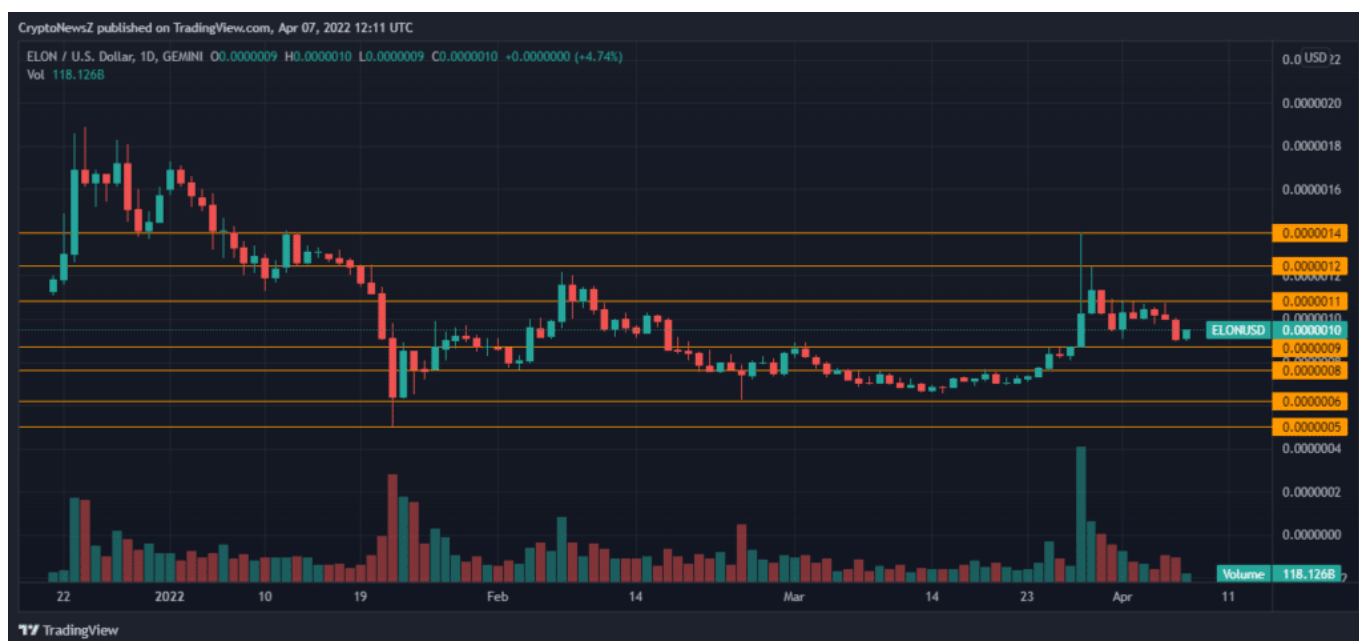 CryptoNewsZ published on TradingView.com, Apr 07, 2022 12:11 UTC
ELON / U.S. Dollar, 1D, GEMINI O0.0000009 H0.0000010 L0.0000009 C0.0000010 +0.0000000 (+4.74%)
Vol 118.126B
USD
0.0000020
0.0000018
0.0000016
0.0000014
0.0000012
0.0000012
0.0000011
0.0000010
ELONUSD 0.0000010
0.0000009
0.0000008
0.0000006
0.0000005
0.0000004
0.0000002
0.0000000
Volume 118.126B
22 2022 10 19 Feb 14 Mar 14 23 Apr 11
TradingView